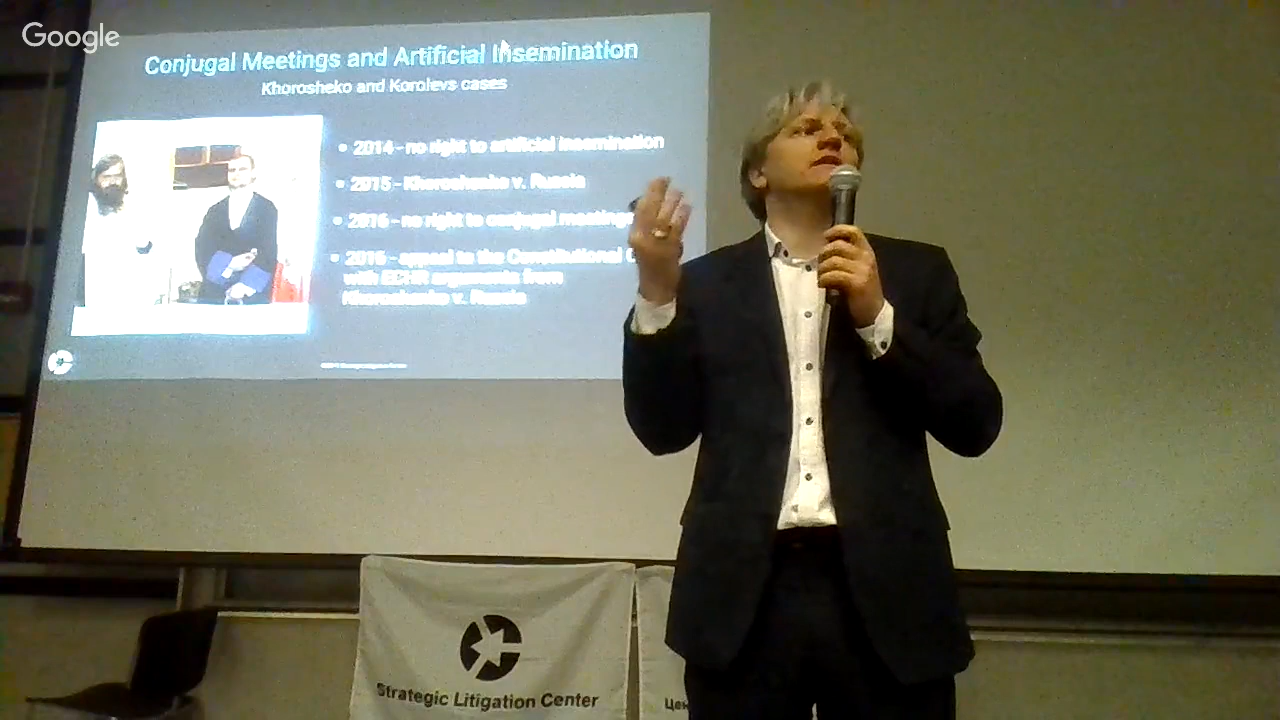 Google
Conjugal Meetings and Artificial Insemination
Khorosheko and Korolevs cases
2014 - no right to artificial insemination
2015 - Khoroshenko v. Russia
2016 - no right to conjugal meetings
2016 - appeal to the Constitutional
with ECHR arguments from
Khoroshenko v. Russia
Strategic Litigation Center
Цен